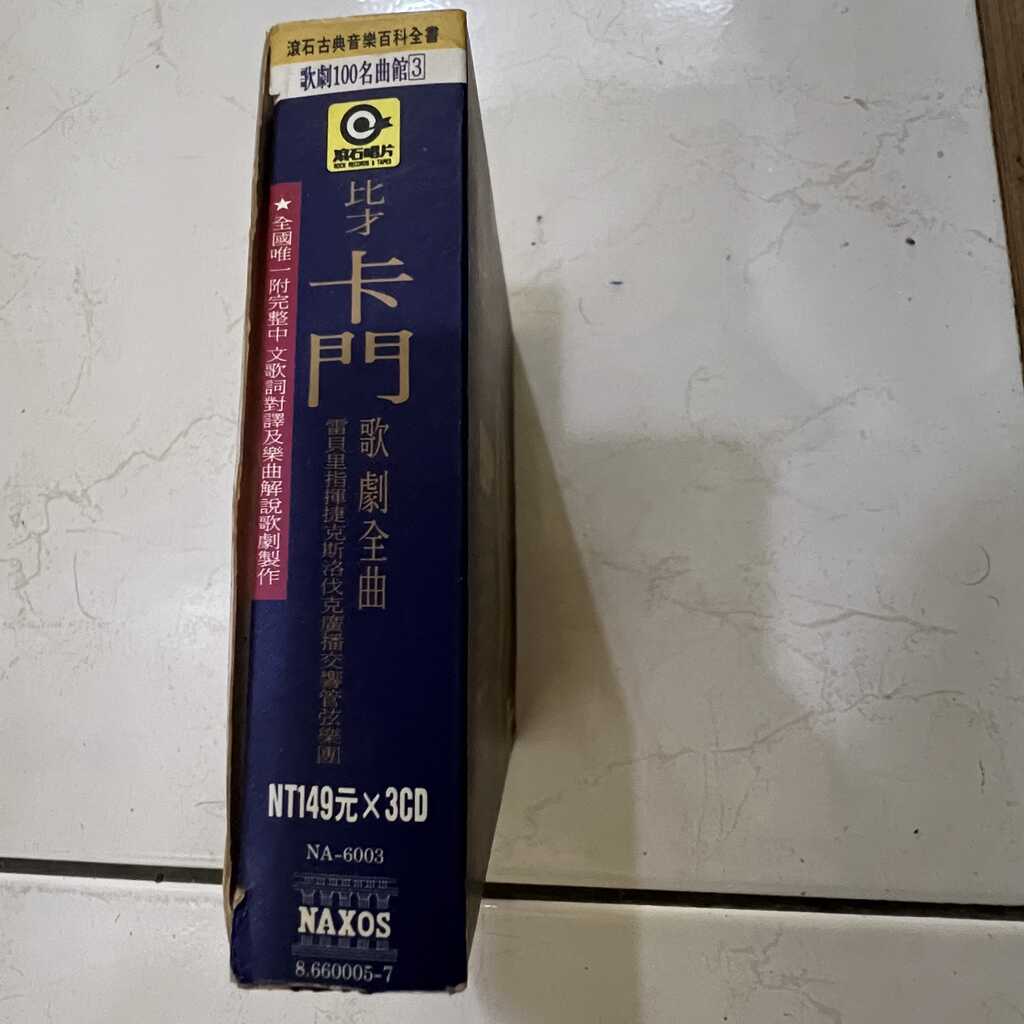 滾石古典音樂百科全書
歌劇100名曲館3
滾石唱片
ROCK RECORDS & TAPES
比才
卡門
歌劇全曲
雷貝里指揮捷克斯洛伐克廣播交響管弦樂團
★全國唯一附完整中文歌詞對譯及樂曲解說歌劇製作
NT149元×3CD
NA-6003
NAXOS
8.660005-7